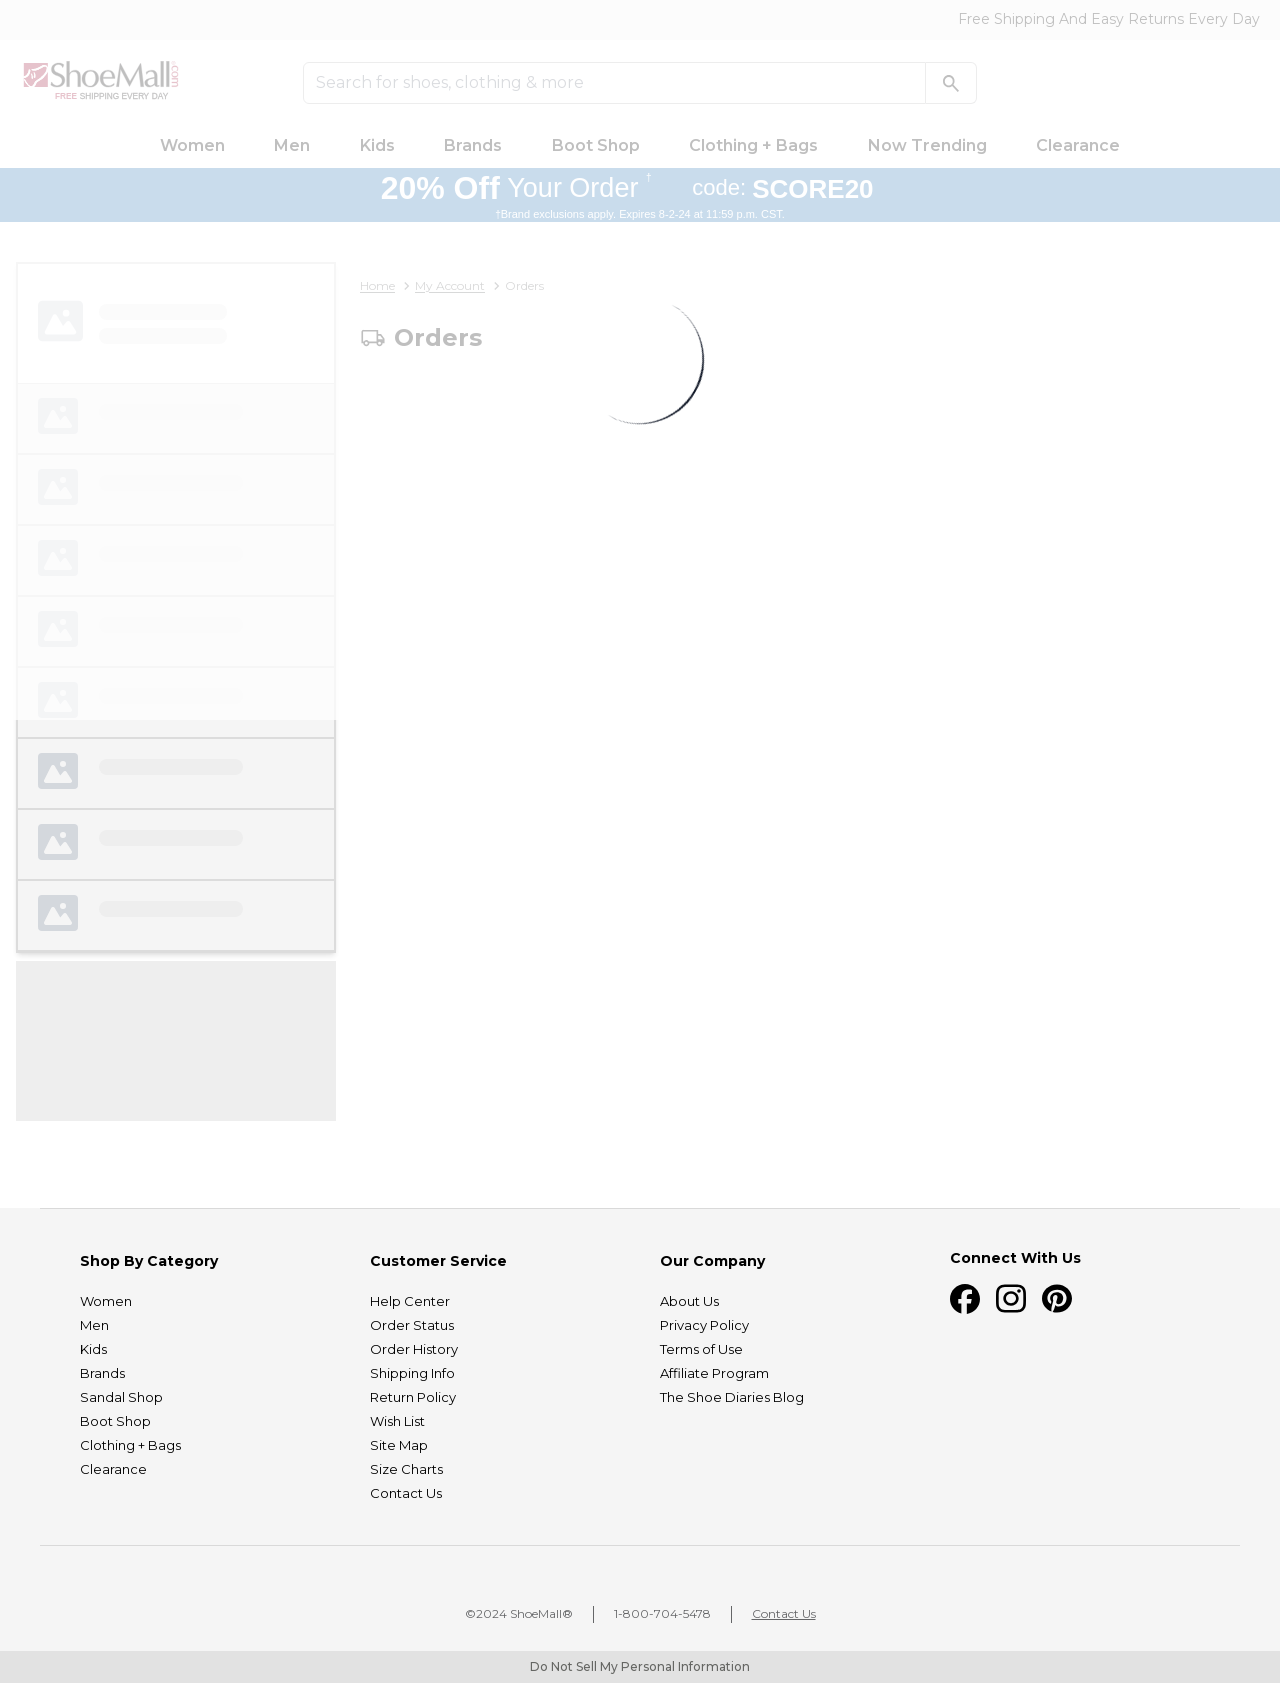 Free Shipping And Easy Returns Every Day
ShoeMall.com
FREE SHIPPING EVERY DAY
Search for shoes, clothing & more
Women Men Kids Brands Boot Shop Clothing + Bags Now Trending Clearance
20% Off Your Order † code: SCORE20
†Brand exclusions apply. Expires 8-2-24 at 11:59 p.m. CST.
Home > My Account > Orders
Orders
Shop By Category
Women
Men
Kids
Brands
Sandal Shop
Boot Shop
Clothing + Bags
Clearance
Customer Service
Help Center
Order Status
Order History
Shipping Info
Return Policy
Wish List
Site Map
Size Charts
Contact Us
Our Company
About Us
Privacy Policy
Terms of Use
Affiliate Program
The Shoe Diaries Blog
Connect With Us
©2024 ShoeMall® | 1-800-704-5478 | Contact Us
Do Not Sell My Personal Information